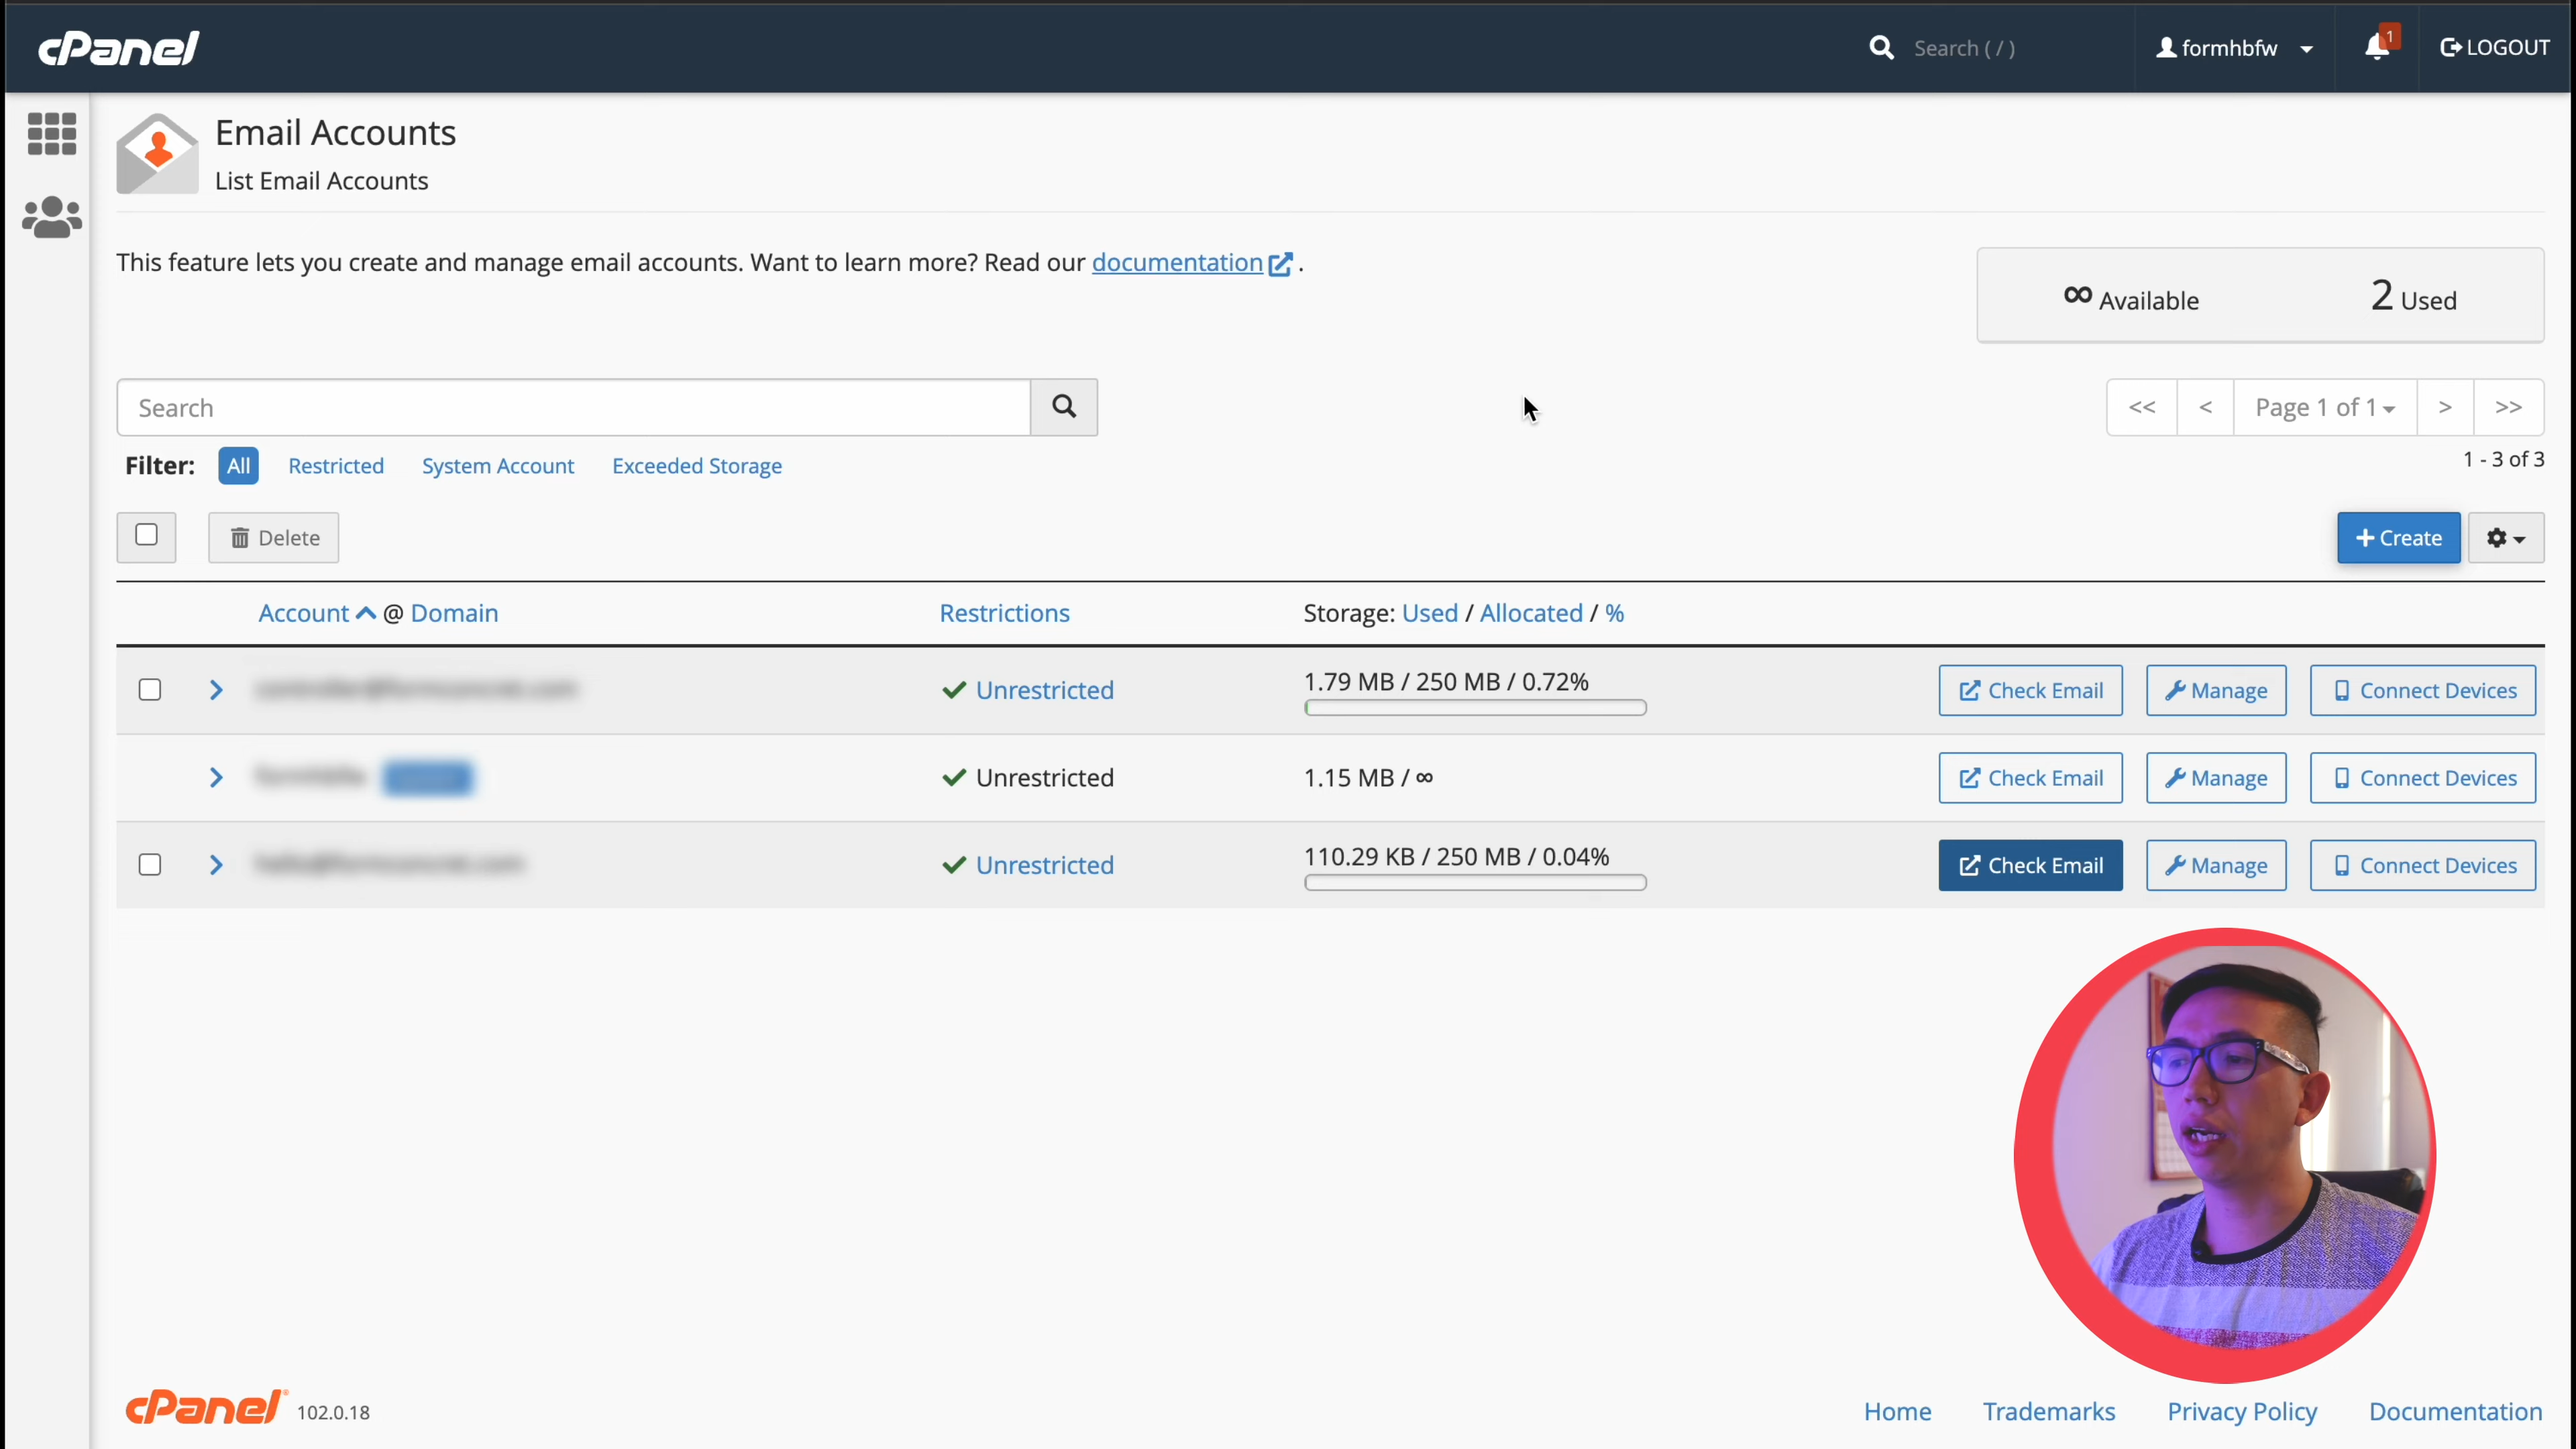 cPanel
Search ( / )
formhbfw
1
LOGOUT
Email Accounts
List Email Accounts
This feature lets you create and manage email accounts. Want to learn more? Read our documentation .
∞ Available
2 Used
Search
<< < Page 1 of 1 > >>
Filter: All Restricted System Account Exceeded Storage
1 - 3 of 3
Delete
+ Create
Account @ Domain
Restrictions
Storage: Used / Allocated / %
Unrestricted
1.79 MB / 250 MB / 0.72%
Check Email
Manage
Connect Devices
Unrestricted
1.15 MB / ∞
Check Email
Manage
Connect Devices
Unrestricted
110.29 KB / 250 MB / 0.04%
Check Email
Manage
Connect Devices
cPanel 102.0.18
Home
Trademarks
Privacy Policy
Documentation